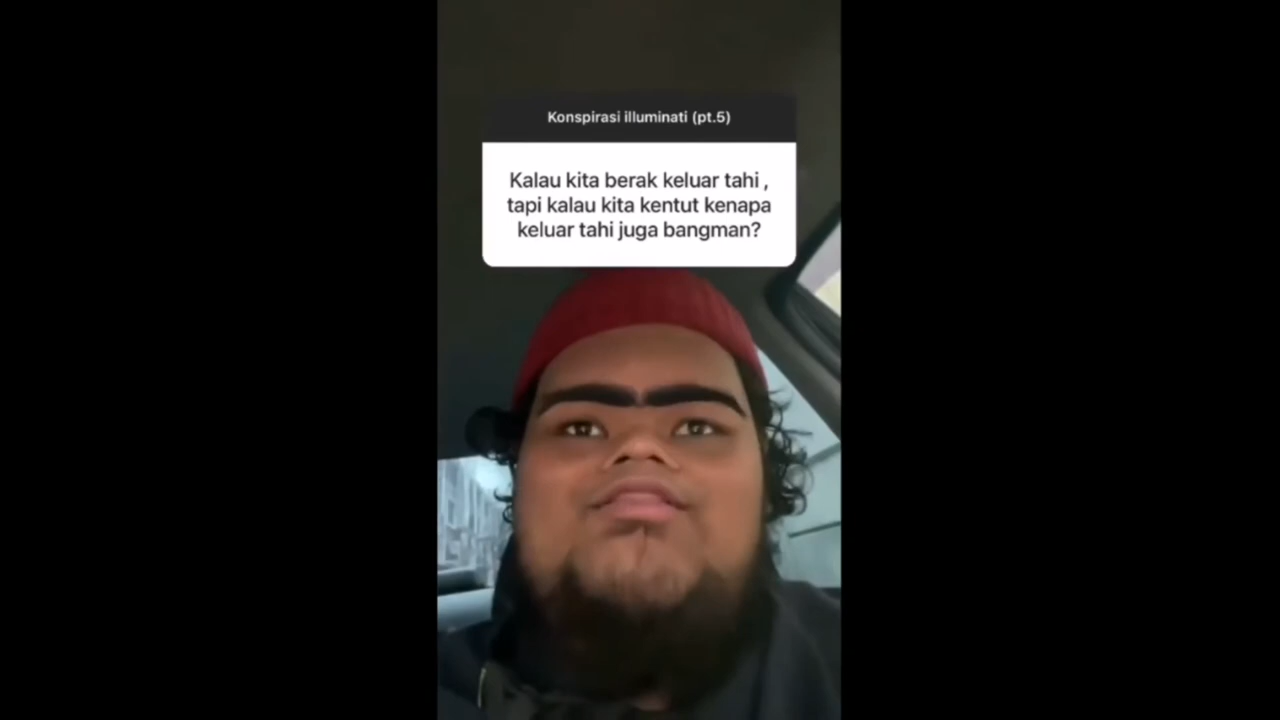 Konspirasi illuminati (pt.5)
Kalau kita berak keluar tahi ,
tapi kalau kita kentut kenapa
keluar tahi juga bangman?